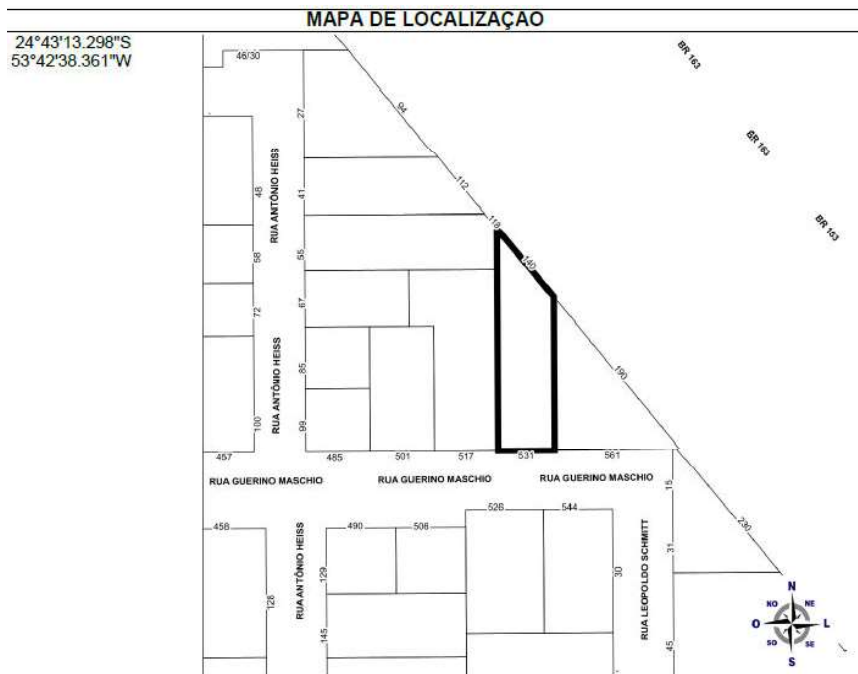 MAPA DE LOCALIZAÇAO
24°43'13.298"S
53°42'38.361"W
BR 163
BR 163
BR 163
46/30
94
27
112
48
RUA ANTÔNIO HEISS
41
118
58
55
140
72
67
RUA ANTÔNIO HEISS
85
190
100
99
457
485
501
517
531
561
RUA GUERINO MASCHIO
RUA GUERINO MASCHIO
RUA GUERINO MASCHIO
15
458
490
508
528
544
230
RUA ANTÔNIO HEISS
31
RUA LEOPOLDO SCHMITT
129
30
128
145
45
N
NO
NE
O
L
SO
SE
S